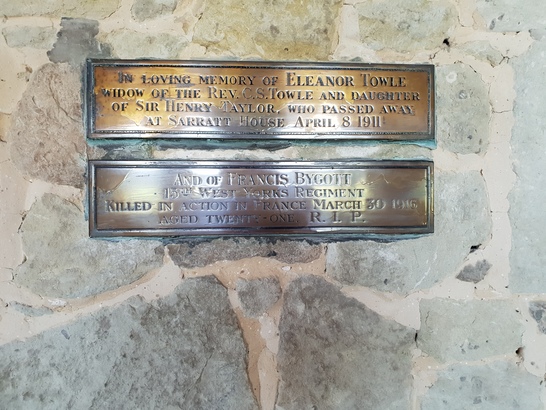 IN LOVING MEMORY OF ELEANOR TOWLE
WIDOW OF THE REV. C.S. TOWLE AND DAUGHTER
OF SIR HENRY TAYLOR, WHO PASSED AWAY
AT SARRATT HOUSE APRIL 8 1911
AND OF FRANCIS BYGOTT
WEST YORKS REGIMENT
KILLED IN ACTION IN FRANCE MARCH 30
AGED TWENTY-ONE. R.I.P.